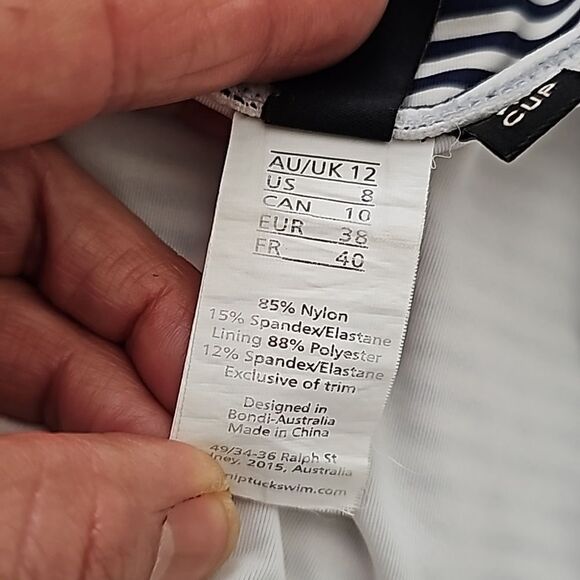 AU/UK 12
US 8
CAN 10
EUR 38
FR 40
85% Nylon
15% Spandex/Elastane
Lining 88% Polyester
12% Spandex/Elastane
Exclusive of trim
Designed in
Bondi-Australia
Made in China
49/34-36 Ralph St
ney, 2015, Australia
niptuckswim.com
CUP